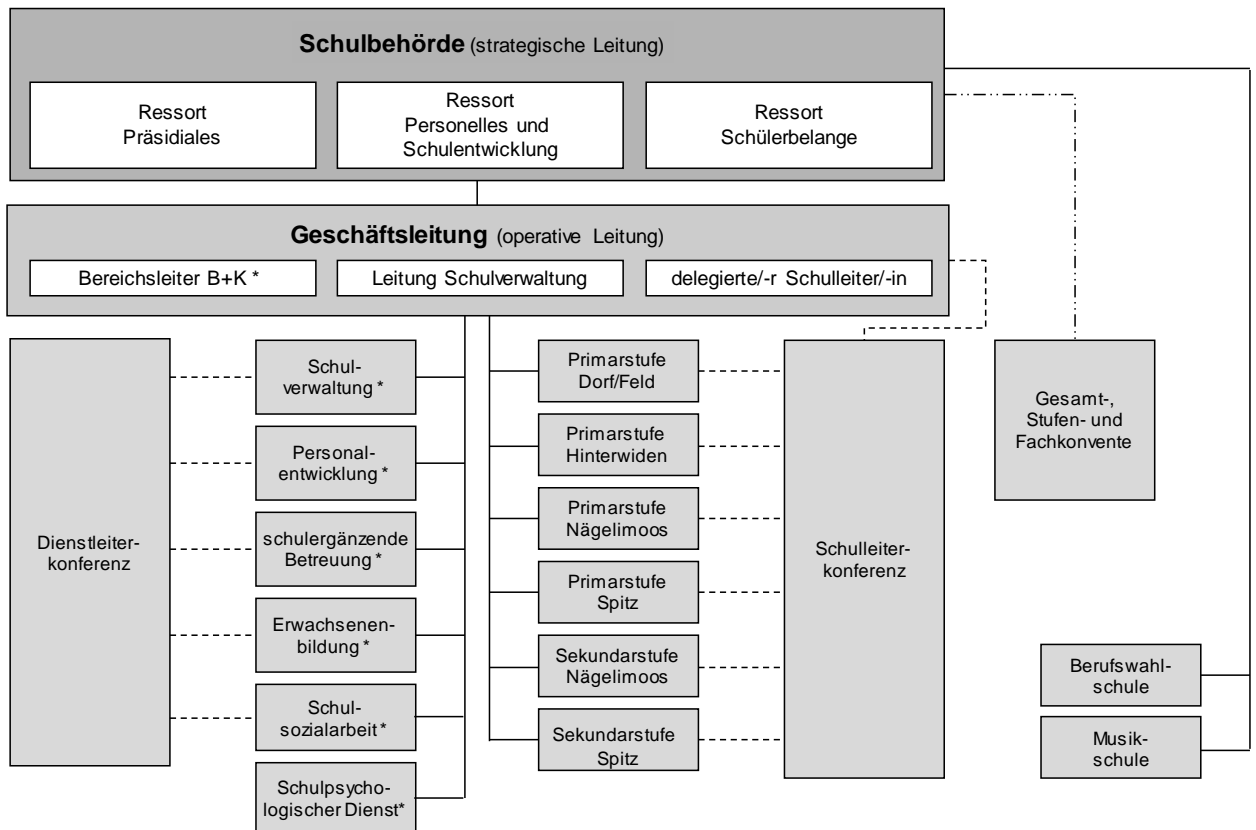 Schulbehörde (strategische Leitung)
Ressort
Präsidiales
Ressort
Personelles und
Schulentwicklung
Ressort
Schülerbelange
Geschäftsleitung (operative Leitung)
Bereichsleiter B+K *
Leitung Schulverwaltung
delegierte/-r Schulleiter/-in
Dienstleiter-
konferenz
Schul-
verwaltung *
Personal-
entwicklung *
schulergänzende
Betreuung *
Erwachsenen-
bildung *
Schul-
sozialarbeit *
Schulpsycho-
logischer Dienst*
Primarstufe
Dorf/Feld
Primarstufe
Hinterwiden
Primarstufe
Nägelimoos
Primarstufe
Spitz
Sekundarstufe
Nägelimoos
Sekundarstufe
Spitz
Schulleiter-
konferenz
Gesamt-,
Stufen- und
Fachkonvente
Berufswahl-
schule
Musik-
schule